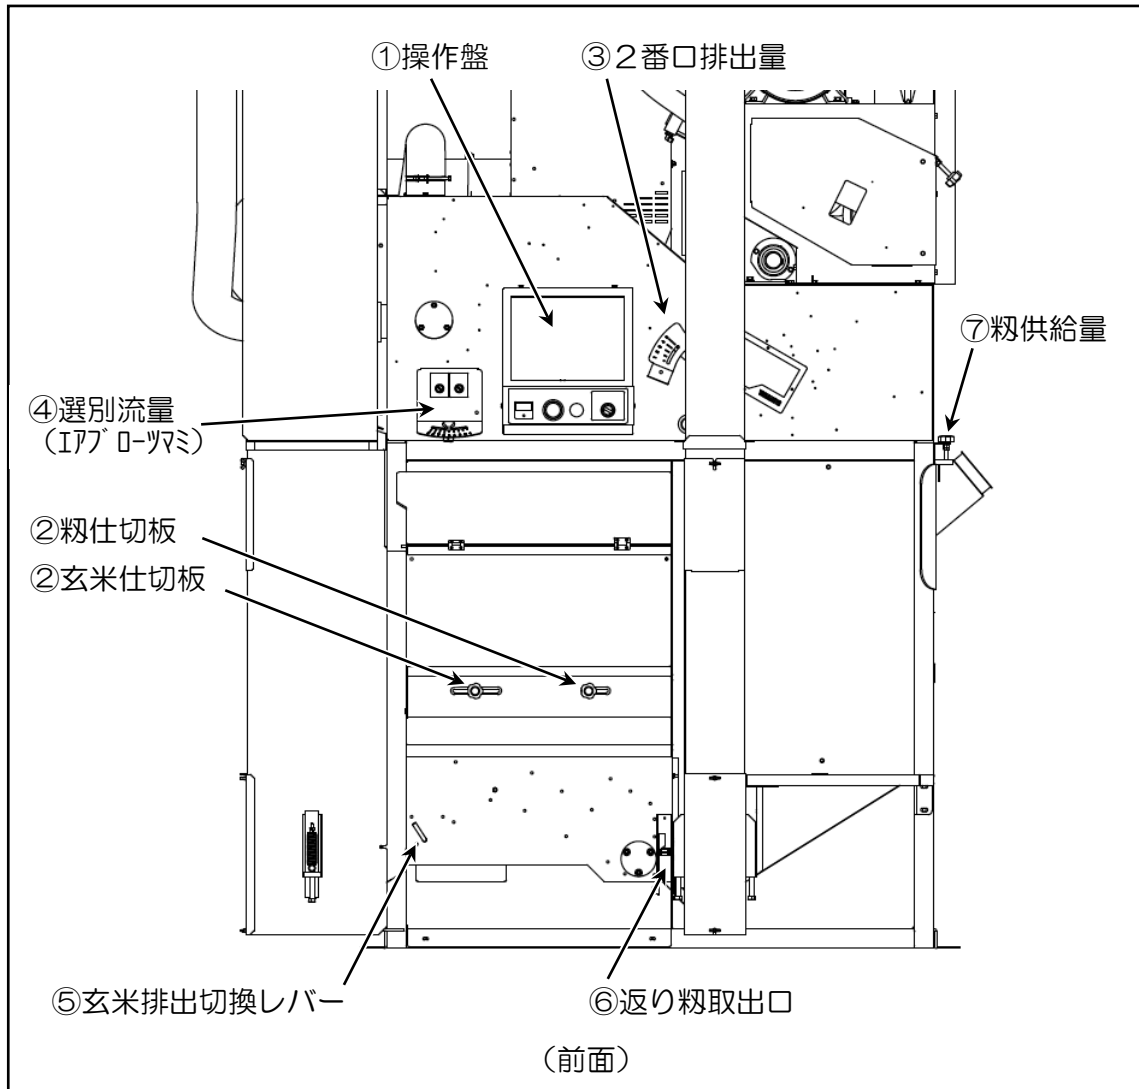 ①操作盤
③２番口排出量
⑦籾供給量
④選別流量
（ｴｱﾌﾞﾛｰﾂﾏﾐ）
②籾仕切板
②玄米仕切板
⑤玄米排出切換レバー
⑥返り籾取出口
（前面）